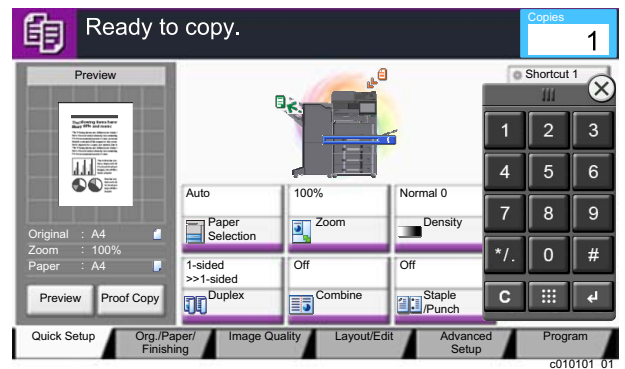 Ready to copy.
Copies
1
Preview
Original : A4
Zoom : 100%
Paper : A4
Preview
Proof Copy
Shortcut 1
Auto
Paper
Selection
100%
Zoom
Normal 0
Density
1-sided
>>1-sided
Duplex
Off
Combine
Off
Staple
/Punch
1 2 3
4 5 6
7 8 9
*/. 0 #
C
Quick Setup
Org./Paper/
Finishing
Image Quality
Layout/Edit
Advanced
Setup
Program
c010101_01